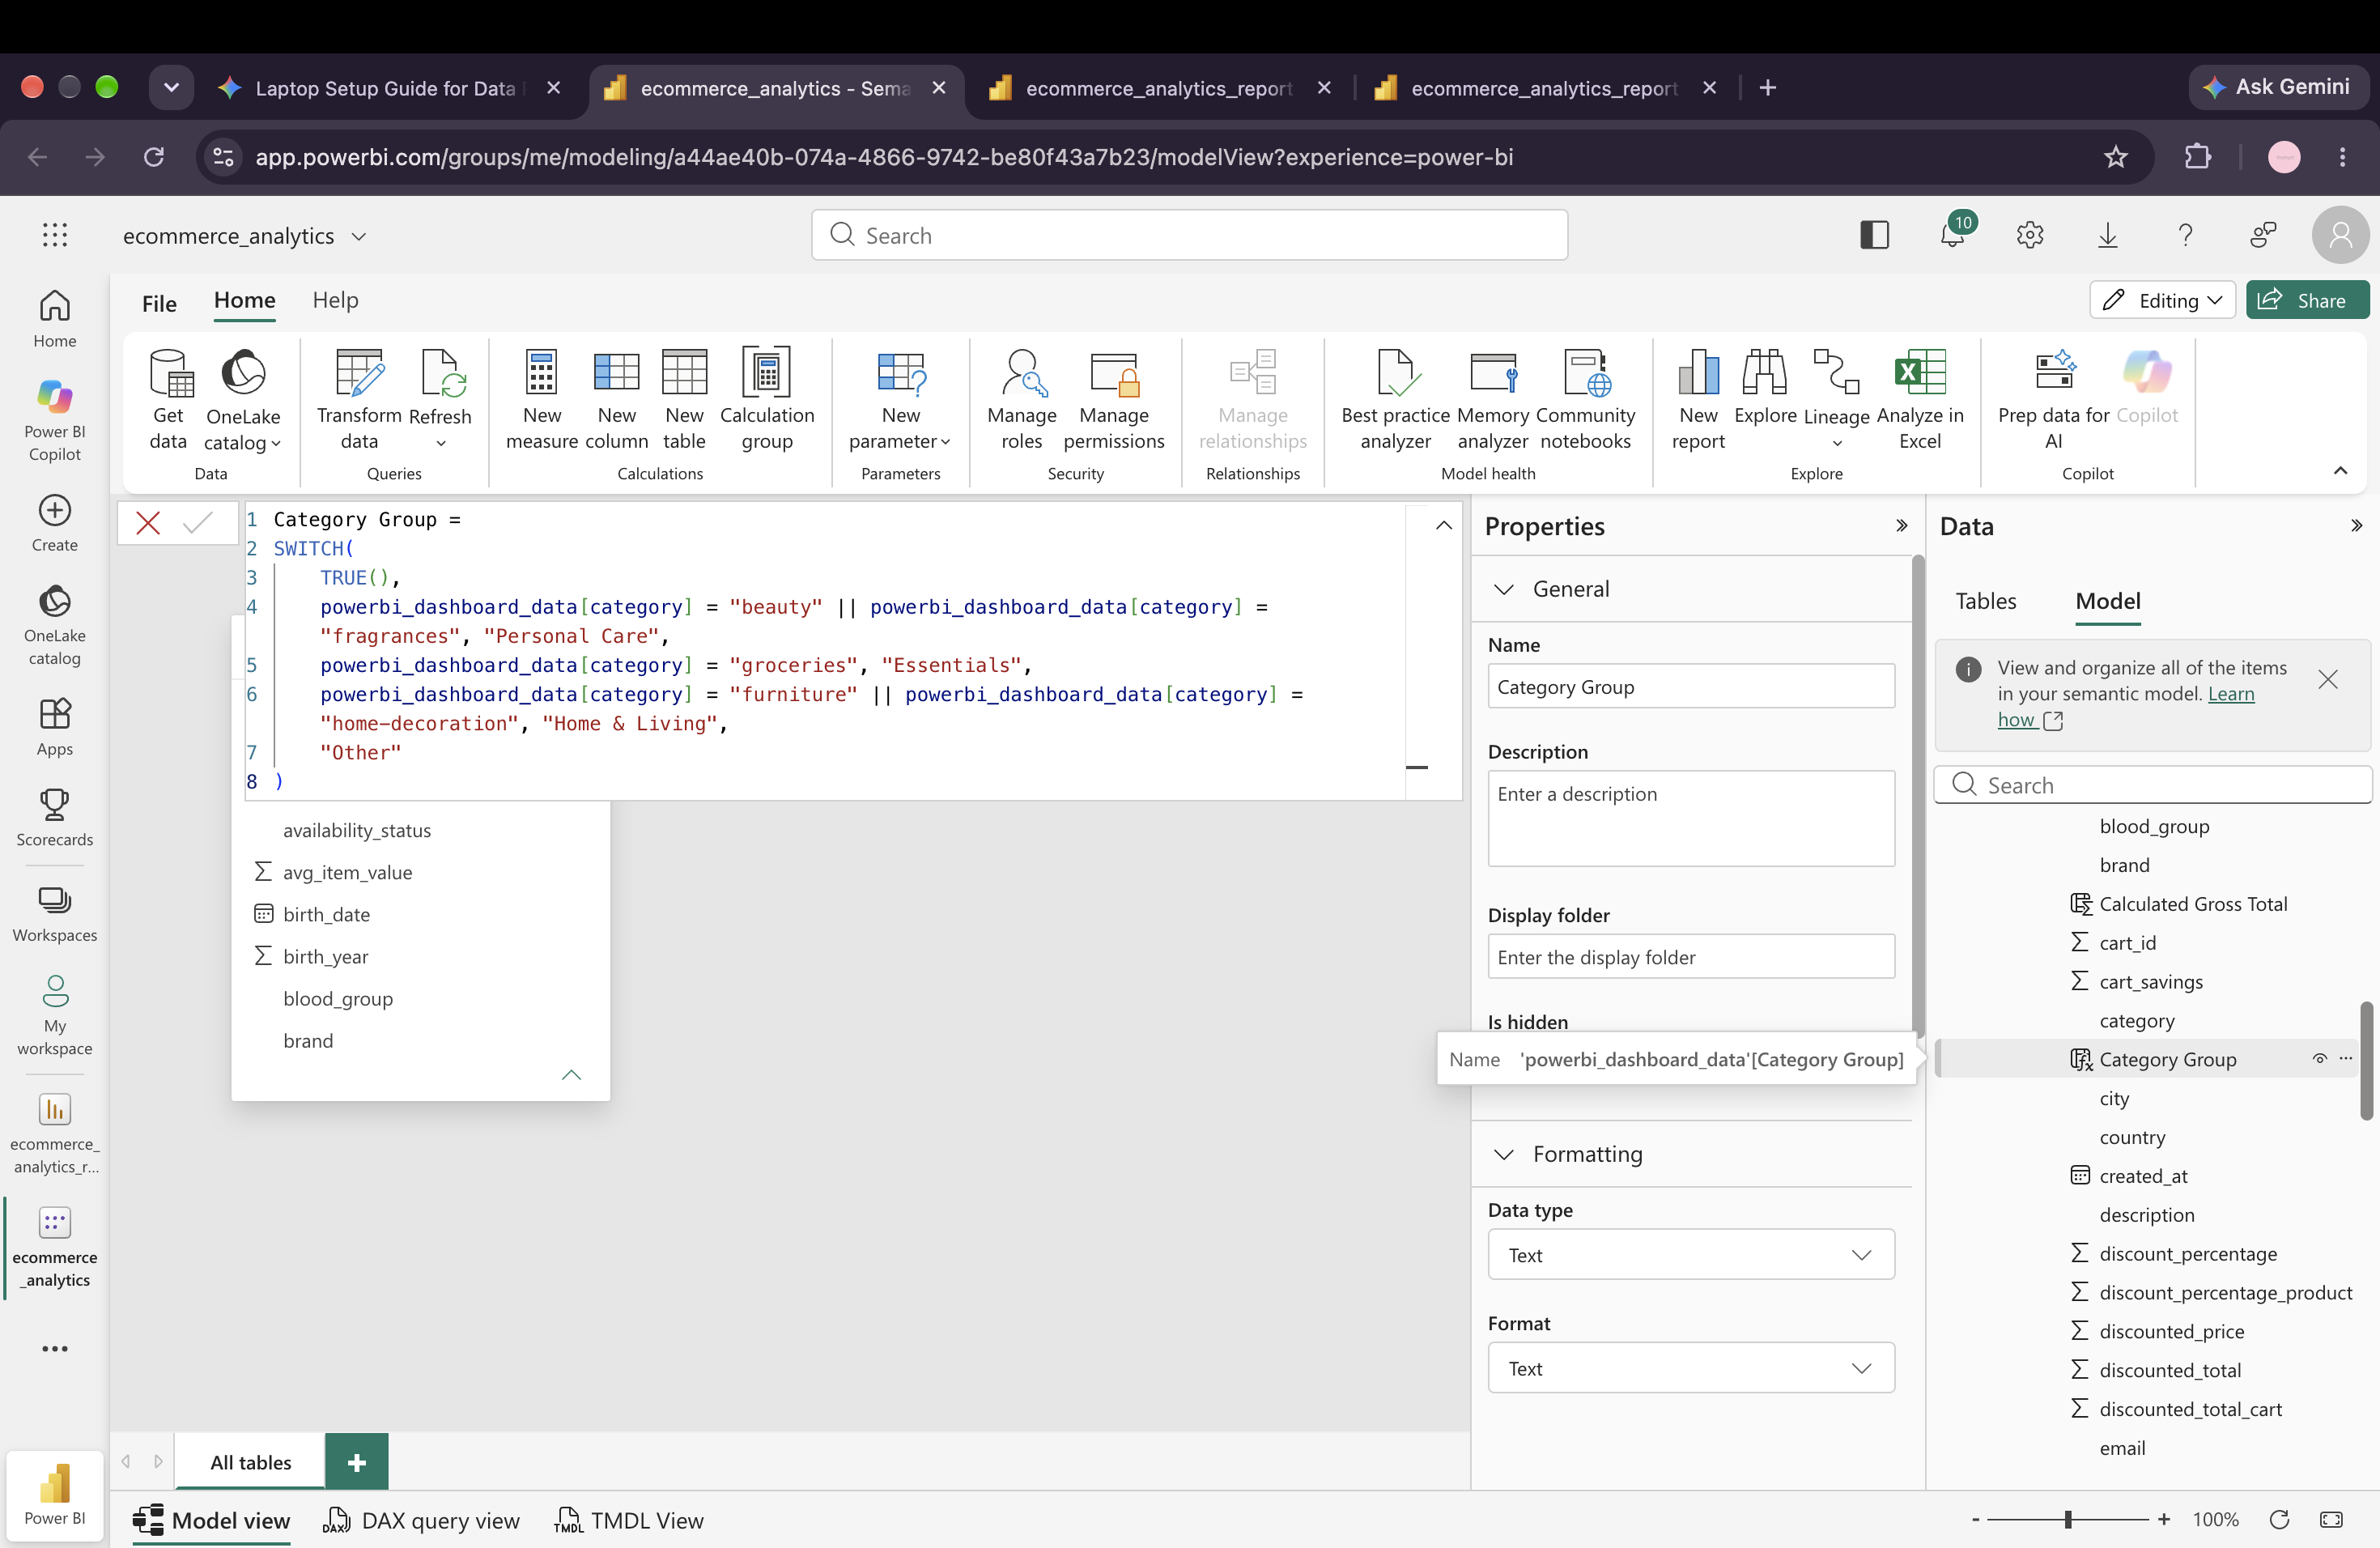 Laptop Setup Guide for Data
ecommerce_analytics - Sema
ecommerce_analytics_report
ecommerce_analytics_report
Ask Gemini
app.powerbi.com/groups/me/modeling/a44ae40b-074a-4866-9742-be80f43a7b23/modelView?experience=power-bi
ecommerce_analytics
Search
10
File
Home
Help
Editing
Share
Get data
OneLake catalog
Data
Transform data
Refresh
Queries
New measure
New column
New table
Calculation group
Calculations
New parameter
Parameters
Manage roles
Manage permissions
Security
Manage relationships
Relationships
Best practice analyzer
Memory analyzer
Community notebooks
Model health
New report
Explore
Lineage
Analyze in Excel
Explore
Prep data for AI
Copilot
Copilot
Home
Power BI Copilot
Create
OneLake catalog
Apps
Scorecards
Workspaces
My workspace
ecommerce_
analytics_r...
ecommerce
_analytics
Power BI
1 Category Group =
2 SWITCH(
3 TRUE(),
4 powerbi_dashboard_data[category] = "beauty" || powerbi_dashboard_data[category] =
"fragrances", "Personal Care",
5 powerbi_dashboard_data[category] = "groceries", "Essentials",
6 powerbi_dashboard_data[category] = "furniture" || powerbi_dashboard_data[category] =
"home-decoration", "Home & Living",
7 "Other"
8 )
availability_status
avg_item_value
birth_date
birth_year
blood_group
brand
Properties
General
Name
Category Group
Description
Enter a description
Display folder
Enter the display folder
Is hidden
Name 'powerbi_dashboard_data'[Category Group]
Formatting
Data type
Text
Format
Text
Data
Tables
Model
View and organize all of the items
in your semantic model. Learn
how
Search
blood_group
brand
Calculated Gross Total
cart_id
cart_savings
category
Category Group
city
country
created_at
description
discount_percentage
discount_percentage_product
discounted_price
discounted_total
discounted_total_cart
email
All tables
Model view
DAX
DAX query view
TMDL
TMDL View
100%